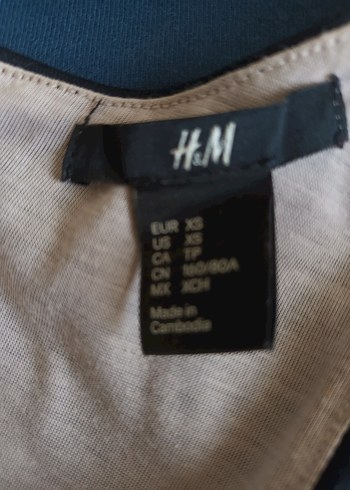 H&M
EUR XS
US XS
CA TP
CN 160/80A
MX XCH
Made in
Cambodia